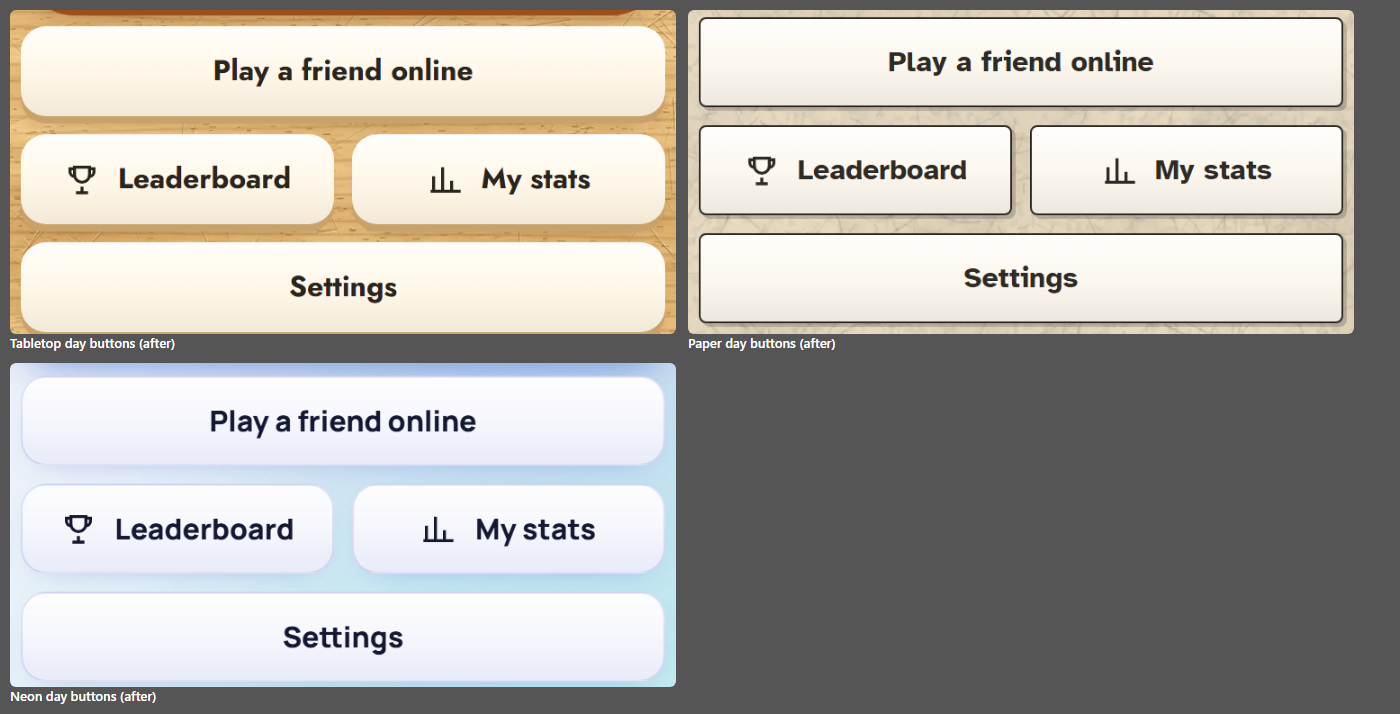 Play a friend online
Leaderboard
My stats
Settings
Tabletop day buttons (after)
Play a friend online
Leaderboard
My stats
Settings
Paper day buttons (after)
Play a friend online
Leaderboard
My stats
Settings
Neon day buttons (after)